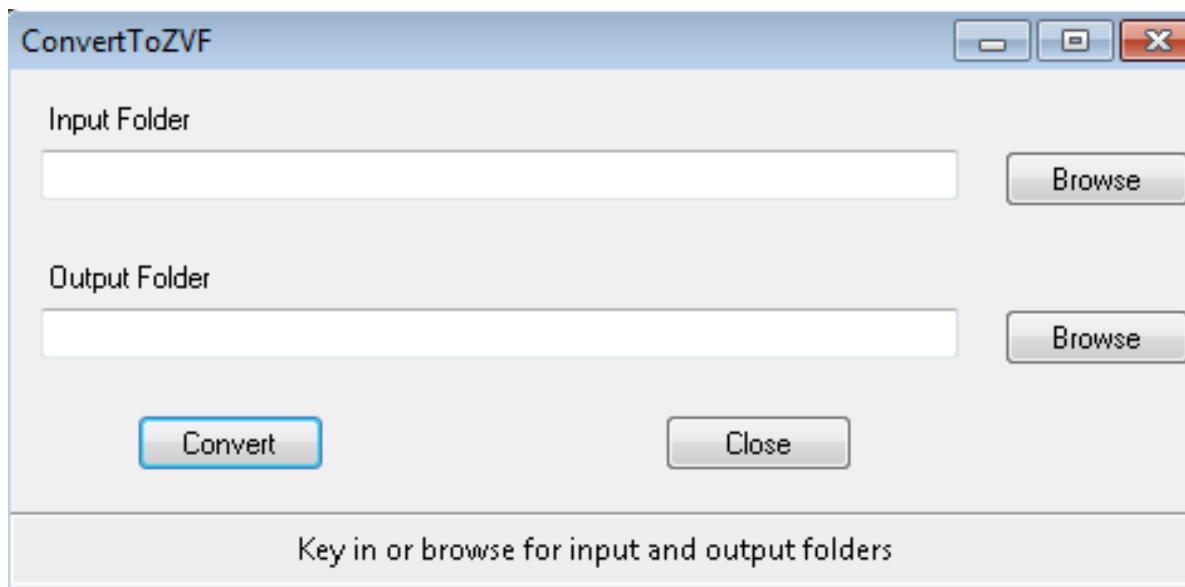 ConvertToZVF
Input Folder
Browse
Output Folder
Browse
Convert Close
Key in or browse for input and output folders